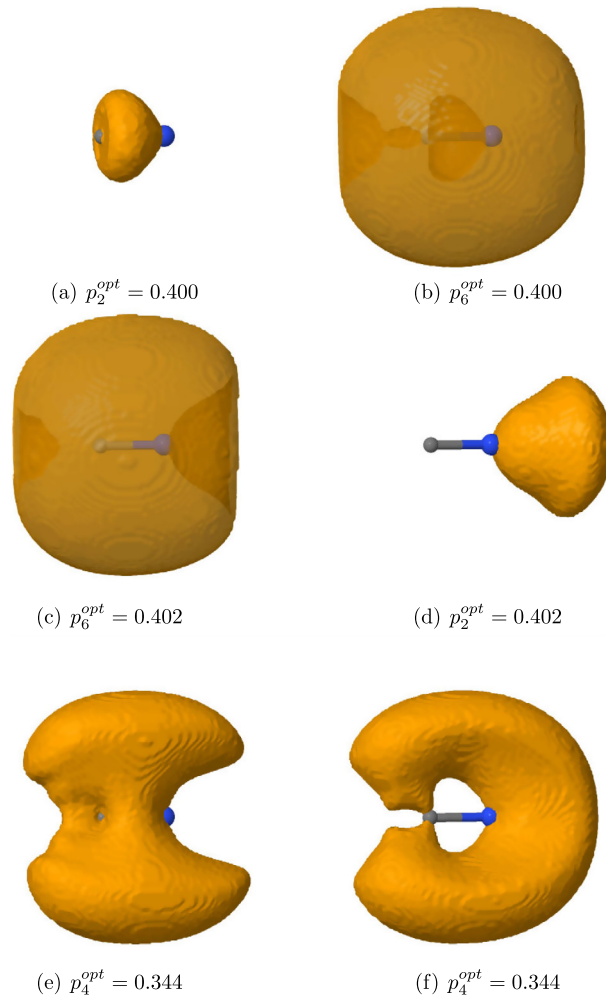 (a) $p_2^{opt} = 0.400$
(b) $p_6^{opt} = 0.400$
(c) $p_6^{opt} = 0.402$
(d) $p_2^{opt} = 0.402$
(e) $p_4^{opt} = 0.344$
(f) $p_4^{opt} = 0.344$